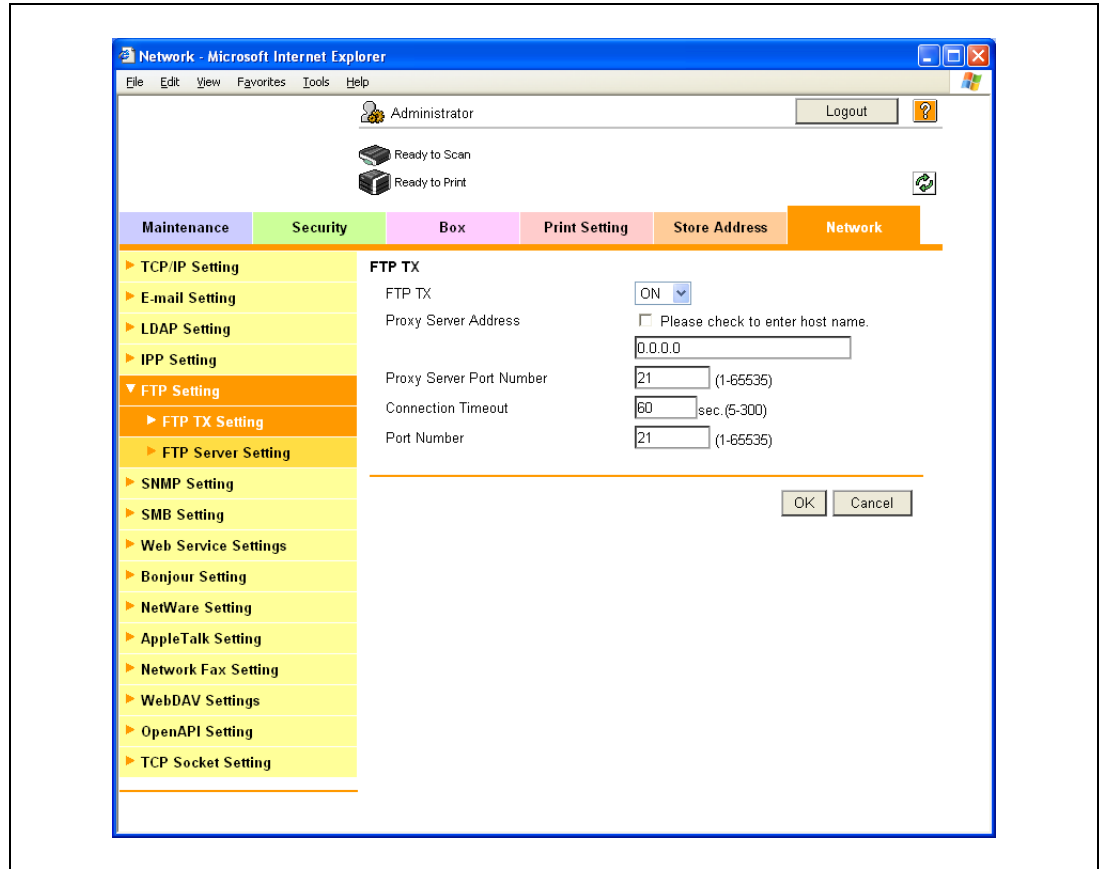 Network - Microsoft Internet Explorer
File Edit View Favorites Tools Help
Administrator Logout ?
Ready to Scan
Ready to Print
Maintenance Security Box Print Setting Store Address Network
TCP/IP Setting
E-mail Setting
LDAP Setting
IPP Setting
FTP Setting
FTP TX Setting
FTP Server Setting
SNMP Setting
SMB Setting
Web Service Settings
Bonjour Setting
NetWare Setting
AppleTalk Setting
Network Fax Setting
WebDAV Settings
OpenAPI Setting
TCP Socket Setting
FTP TX
FTP TX ON
Proxy Server Address Please check to enter host name.
0.0.0.0
Proxy Server Port Number 21 (1-65535)
Connection Timeout 60 sec.(5-300)
Port Number 21 (1-65535)
OK Cancel